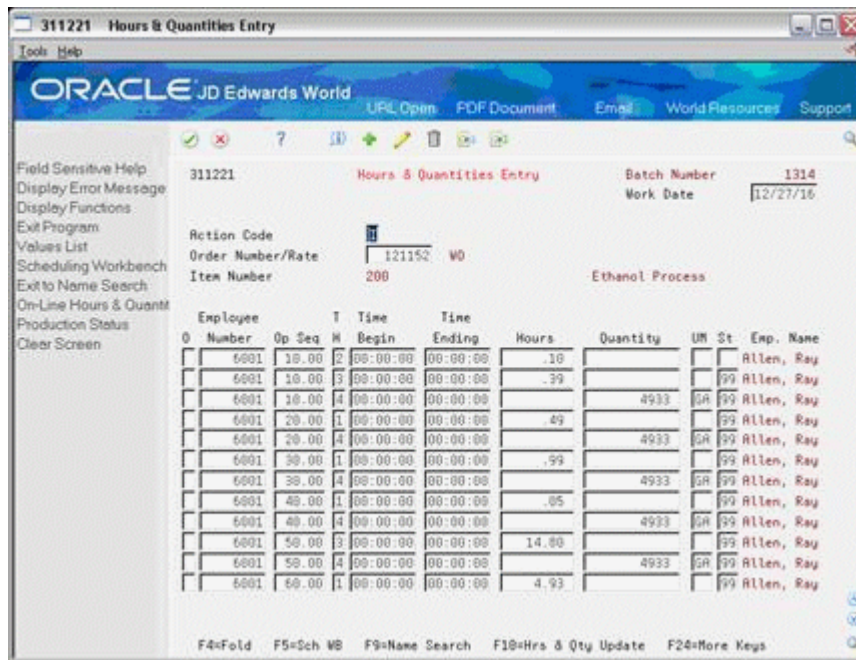 311221 Hours & Quantities Entry
Tools Help
ORACLE JD Edwards World
URL Open PDF Document Email World Resources Support
Field Sensitive Help
Display Error Message
Display Functions
Exit Program
Values List
Scheduling Workbench
Exit to Name Search
On-Line Hours & Quantit
Production Status
Clear Screen
311221 Hours & Quantities Entry Batch Number 1314
Work Date 12/27/16
Action Code I
Order Number/Rate 121152 WO
Item Number 200 Ethanol Process
Employee T Time Time
O Number Op Seq M Begin Ending Hours Quantity UM St Emp. Name
6001 10.00 2 00:00:00 00:00:00 .10 Allen, Ray
6001 10.00 3 00:00:00 00:00:00 .39 99 Allen, Ray
6001 10.00 4 00:00:00 00:00:00 4933 GA 99 Allen, Ray
6001 20.00 1 00:00:00 00:00:00 .49 99 Allen, Ray
6001 20.00 4 00:00:00 00:00:00 4933 GA 99 Allen, Ray
6001 30.00 1 00:00:00 00:00:00 .99 99 Allen, Ray
6001 30.00 4 00:00:00 00:00:00 4933 GA 99 Allen, Ray
6001 40.00 1 00:00:00 00:00:00 .05 99 Allen, Ray
6001 40.00 4 00:00:00 00:00:00 4933 GA 99 Allen, Ray
6001 50.00 3 00:00:00 00:00:00 14.80 99 Allen, Ray
6001 50.00 4 00:00:00 00:00:00 4933 GA 99 Allen, Ray
6001 60.00 1 00:00:00 00:00:00 4.93 99 Allen, Ray
F4=Fold F5=Sch WB F9=Name Search F10=Hrs & Qty Update F24=More Keys